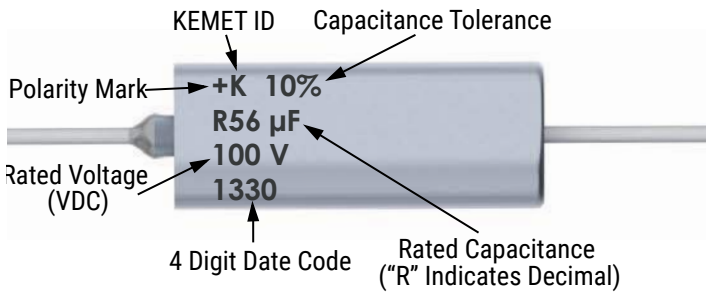 KEMET ID
Capacitance Tolerance
Polarity Mark
+K 10%
R56 µF
100 V
1330
Rated Voltage
(VDC)
4 Digit Date Code
Rated Capacitance
("R" Indicates Decimal)